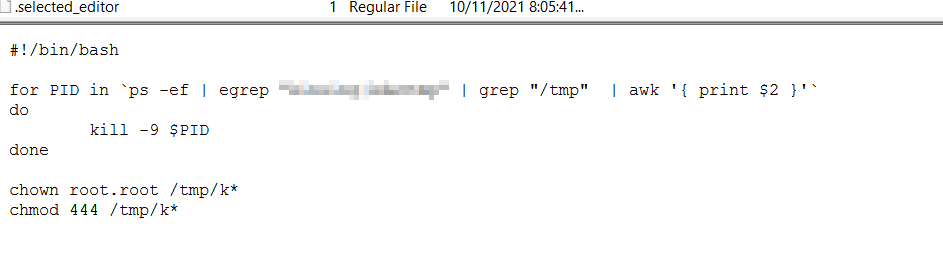 .selected_editor 1 Regular File 10/11/2021 8:05:41...
#!/bin/bash
for PID in `ps -ef | egrep " " | grep "/tmp" | awk '{ print $2 }'`
do
kill -9 $PID
done
chown root.root /tmp/k*
chmod 444 /tmp/k*